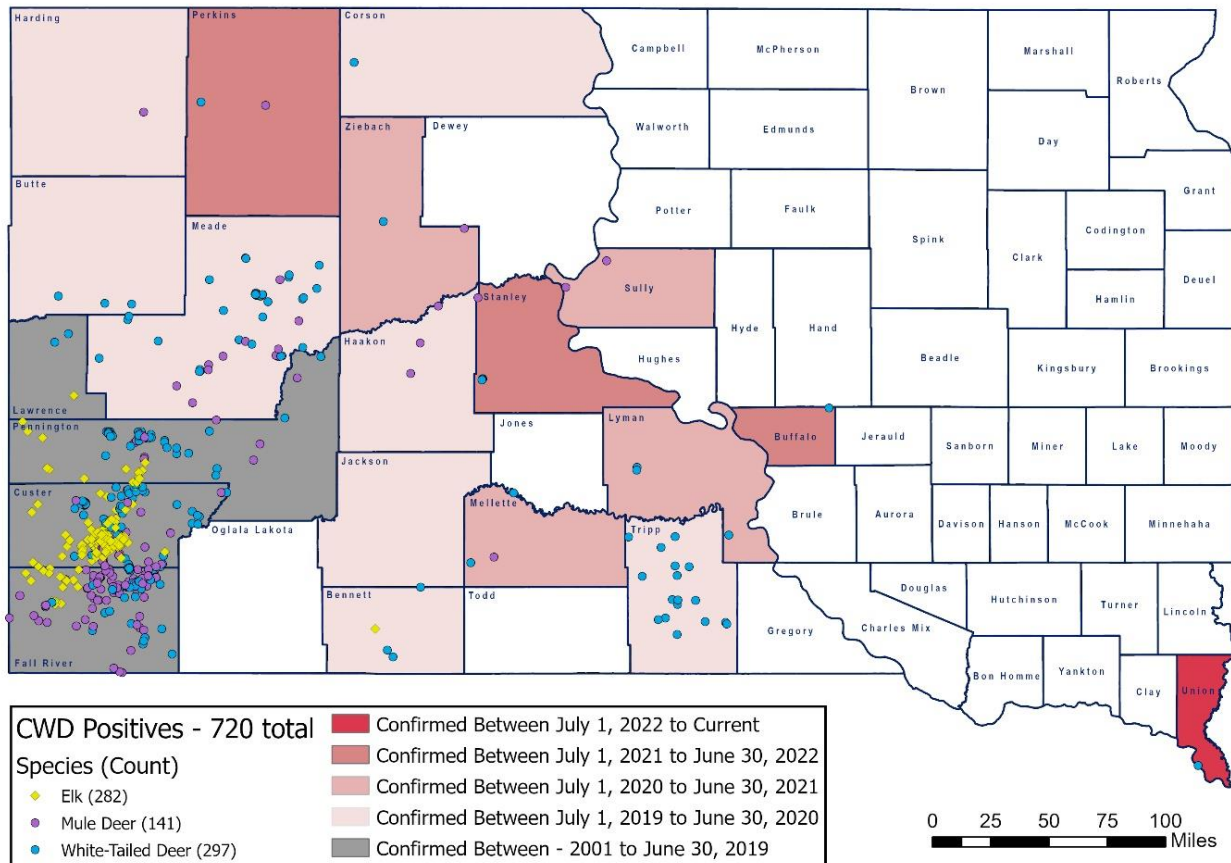 Harding
Perkins
Corson
Campbell
McPherson
Marshall
Roberts
Brown
Walworth
Edmunds
Day
Ziebach
Dewey
Grant
Butte
Meade
Potter
Faulk
Codington
Spink
Clark
Deuel
Sully
Hamlin
Stanley
Hyde
Hand
Haakon
Hughes
Beadle
Kingsbury
Brookings
Lawrence
Pennington
Jones
Lyman
Buffalo
Jerauld
Sanborn
Miner
Lake
Moody
Jackson
Custer
Mellette
Oglala Lakota
Tripp
Brule
Aurora
Davison
Hanson
McCook
Minnehaha
Bennett
Todd
Douglas
Hutchinson
Turner
Lincoln
Gregory
Charles Mix
Fall River
Bon Homme
Yankton
Clay
Union
CWD Positives - 720 total
Species (Count)
Elk (282)
Mule Deer (141)
White-Tailed Deer (297)
Confirmed Between July 1, 2022 to Current
Confirmed Between July 1, 2021 to June 30, 2022
Confirmed Between July 1, 2020 to June 30, 2021
Confirmed Between July 1, 2019 to June 30, 2020
Confirmed Between - 2001 to June 30, 2019
0 25 50 75 100
Miles